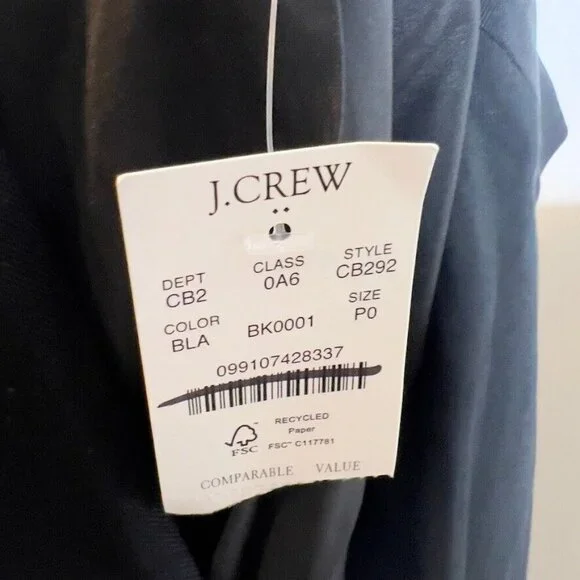 J.CREW
DEPT CLASS STYLE
CB2 0A6 CB292
COLOR SIZE
BLA BK0001 P0
099107428337
RECYCLED
Paper
FSC FSC™ C117781
COMPARABLE VALUE